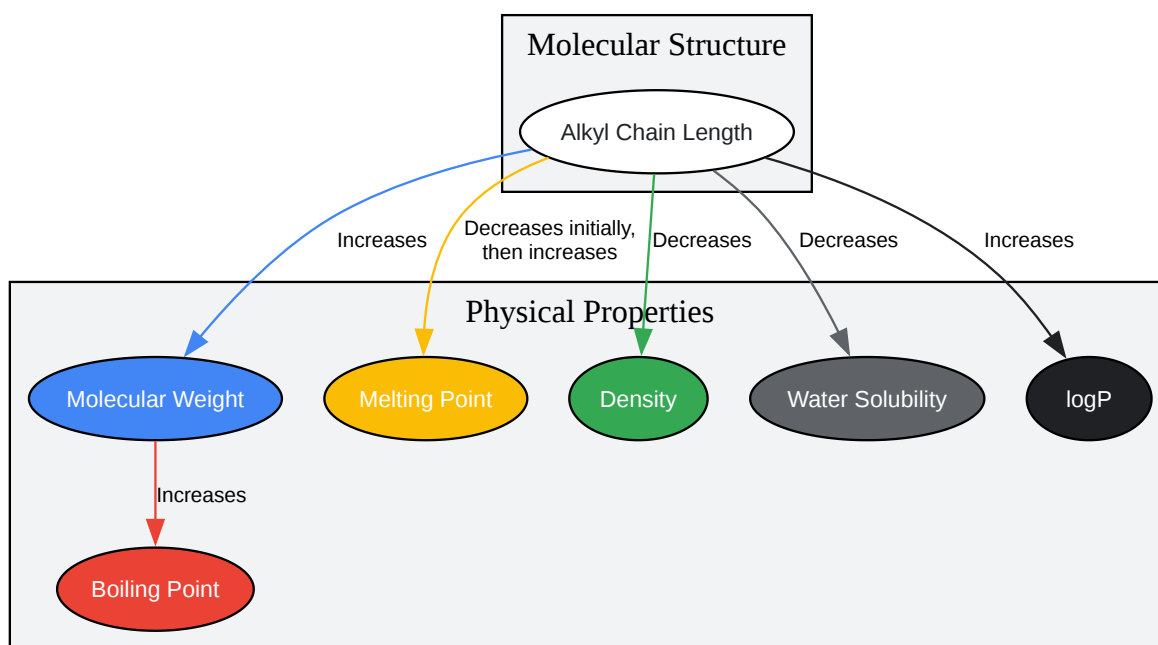 Molecular Structure
Alkyl Chain Length
Increases
Decreases initially,
then increases
Decreases
Decreases
Increases
Physical Properties
Molecular Weight
Melting Point
Density
Water Solubility
logP
Increases
Boiling Point